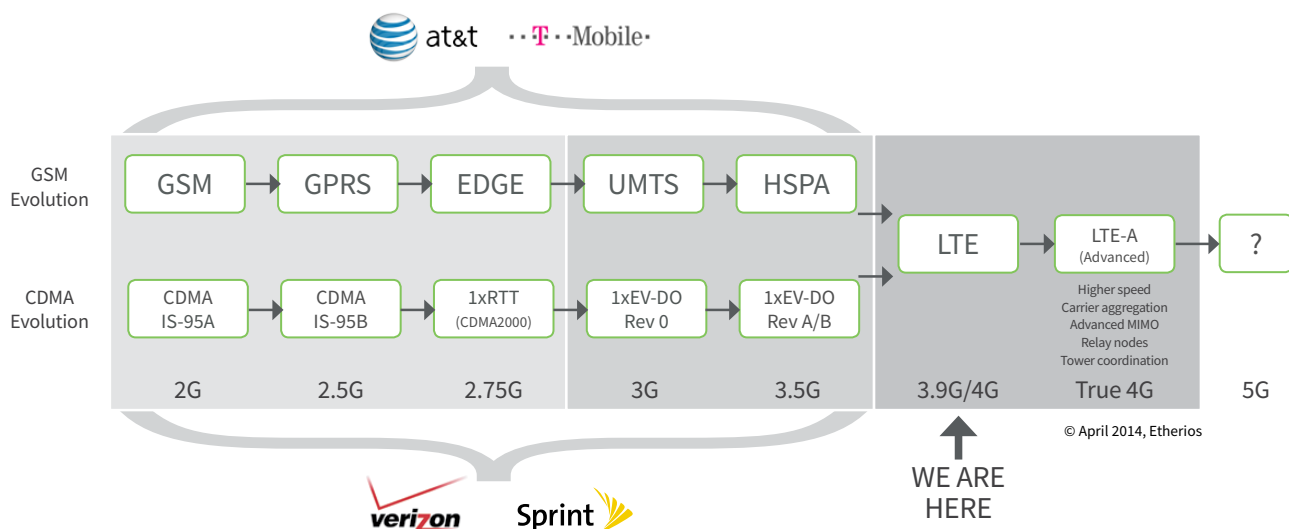 at&t T Mobile
GSM
Evolution
GSM
GPRS
EDGE
UMTS
HSPA
LTE
LTE-A
(Advanced)
?
CDMA
Evolution
CDMA
IS-95A
CDMA
IS-95B
1xRTT
(CDMA2000)
1xEV-DO
Rev 0
1xEV-DO
Rev A/B
Higher speed
Carrier aggregation
Advanced MIMO
Relay nodes
Tower coordination
2G
2.5G
2.75G
3G
3.5G
3.9G/4G
True 4G
5G
© April 2014, Etherios
WE ARE
HERE
verizon
Sprint